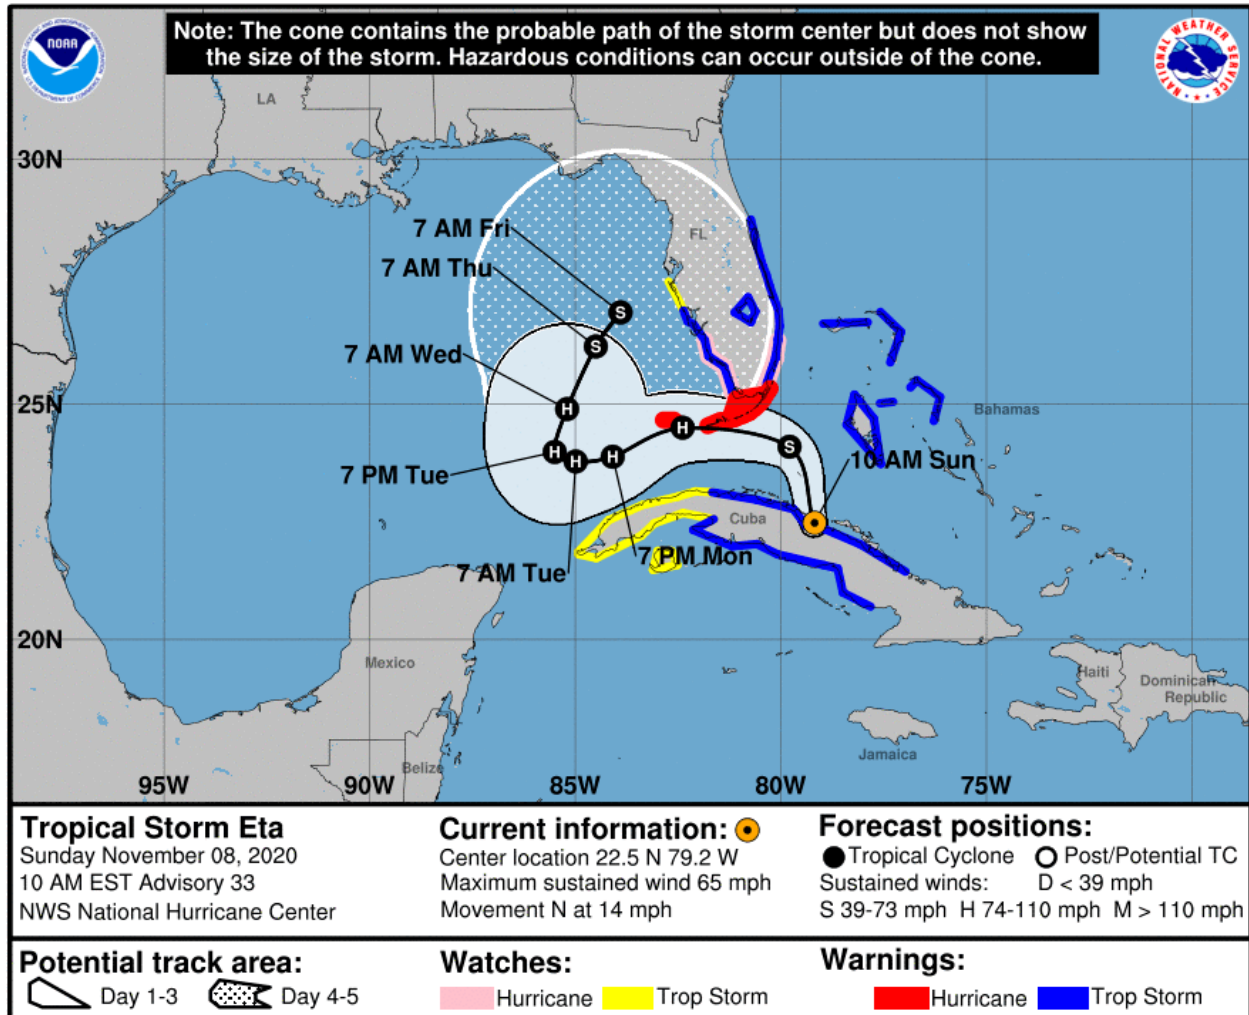 Note: The cone contains the probable path of the storm center but does not show
the size of the storm. Hazardous conditions can occur outside of the cone.
NOAA
NATIONAL WEATHER SERVICE
LA
30N
7 AM Fri
FL
7 AM Thu
7 AM Wed
S
S
H
25N
Bahamas
H
S
H
H
H
10 AM Sun
7 PM Tue
Cuba
7 AM Tue
7 PM Mon
20N
Mexico
Haiti
Dominican
Republic
Jamaica
Belize
95W
90W
85W
80W
75W
Tropical Storm Eta
Sunday November 08, 2020
10 AM EST Advisory 33
NWS National Hurricane Center
Current information:
Center location 22.5 N 79.2 W
Maximum sustained wind 65 mph
Movement N at 14 mph
Forecast positions:
Tropical Cyclone Post/Potential TC
Sustained winds: D < 39 mph
S 39-73 mph H 74-110 mph M > 110 mph
Potential track area:
Day 1-3 Day 4-5
Watches:
Hurricane Trop Storm
Warnings:
Hurricane Trop Storm